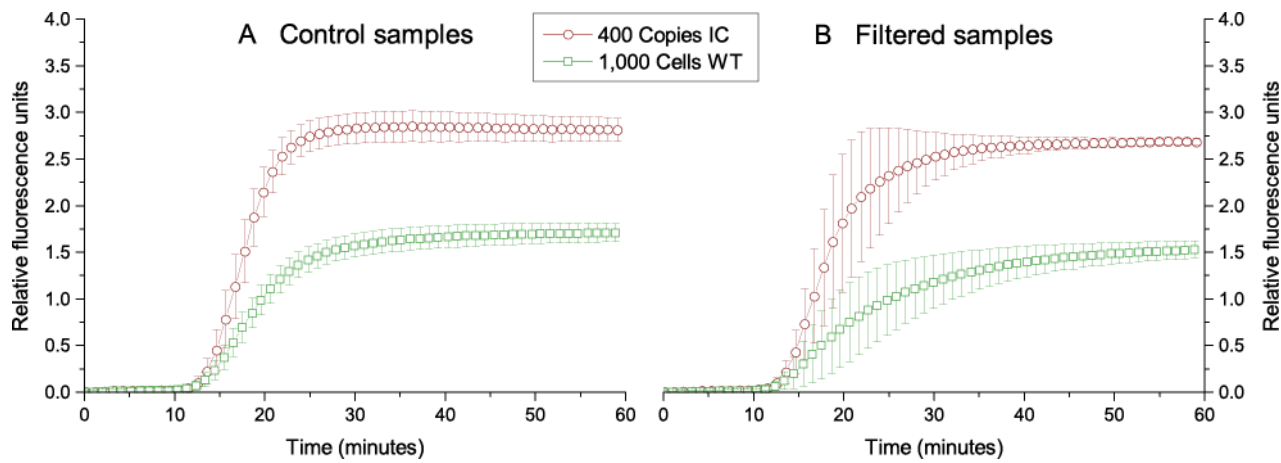 A Control samples
400 Copies IC
1,000 Cells WT
B Filtered samples
Relative fluorescence units
4.0
3.5
3.0
2.5
2.0
1.5
1.0
0.5
0.0
0 10 20 30 40 50 60
Time (minutes)
0 10 20 30 40 50 60
Time (minutes)
4.0
3.5
3.0
2.5
2.0
1.5
1.0
0.5
0.0
Relative fluorescence units